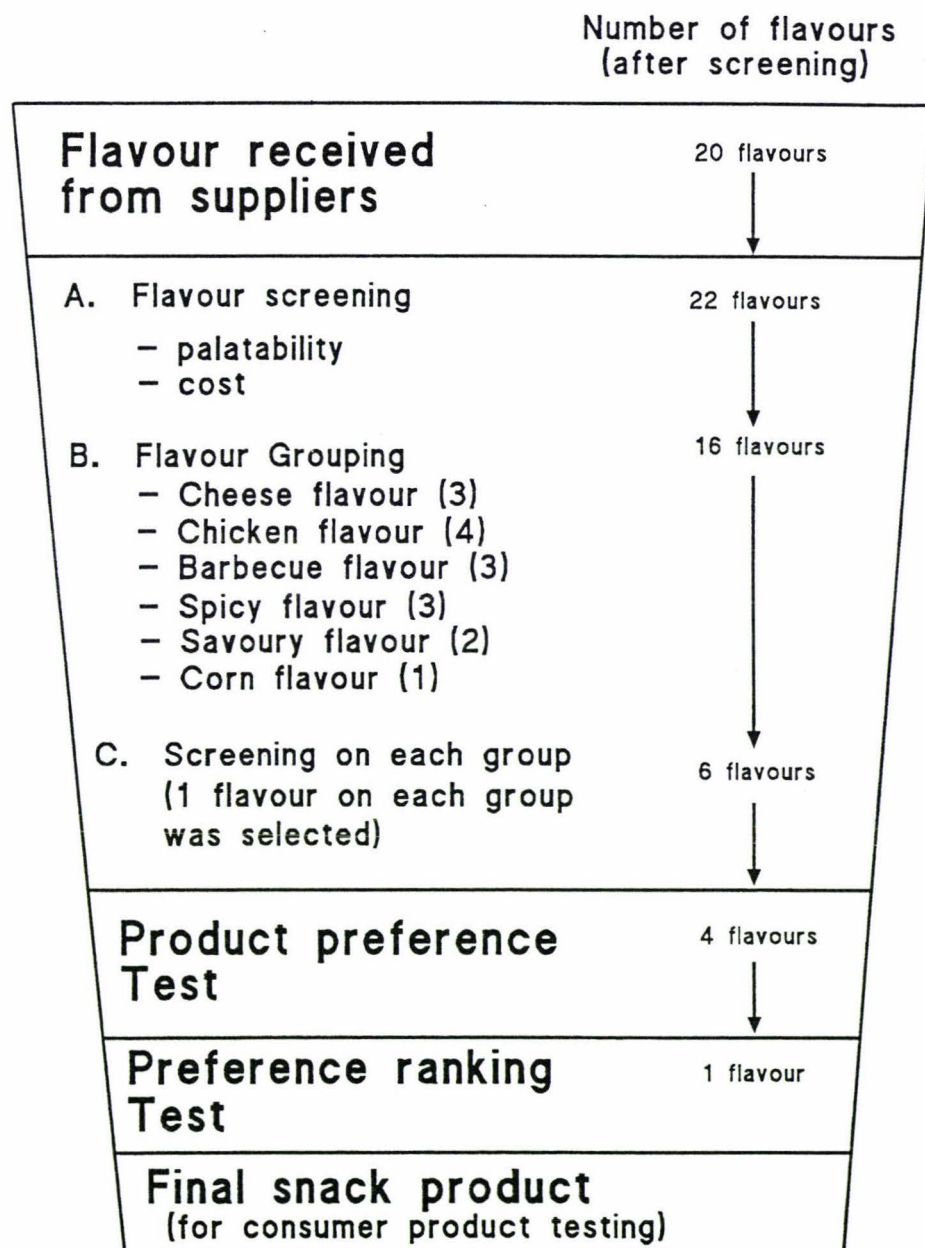 Number of flavours
(after screening)
Flavour received
from suppliers
20 flavours
A. Flavour screening
22 flavours
– palatability
– cost
B. Flavour Grouping
16 flavours
– Cheese flavour (3)
– Chicken flavour (4)
– Barbecue flavour (3)
– Spicy flavour (3)
– Savoury flavour (2)
– Corn flavour (1)
C. Screening on each group
(1 flavour on each group
was selected)
6 flavours
Product preference
Test
4 flavours
Preference ranking
Test
1 flavour
Final snack product
(for consumer product testing)